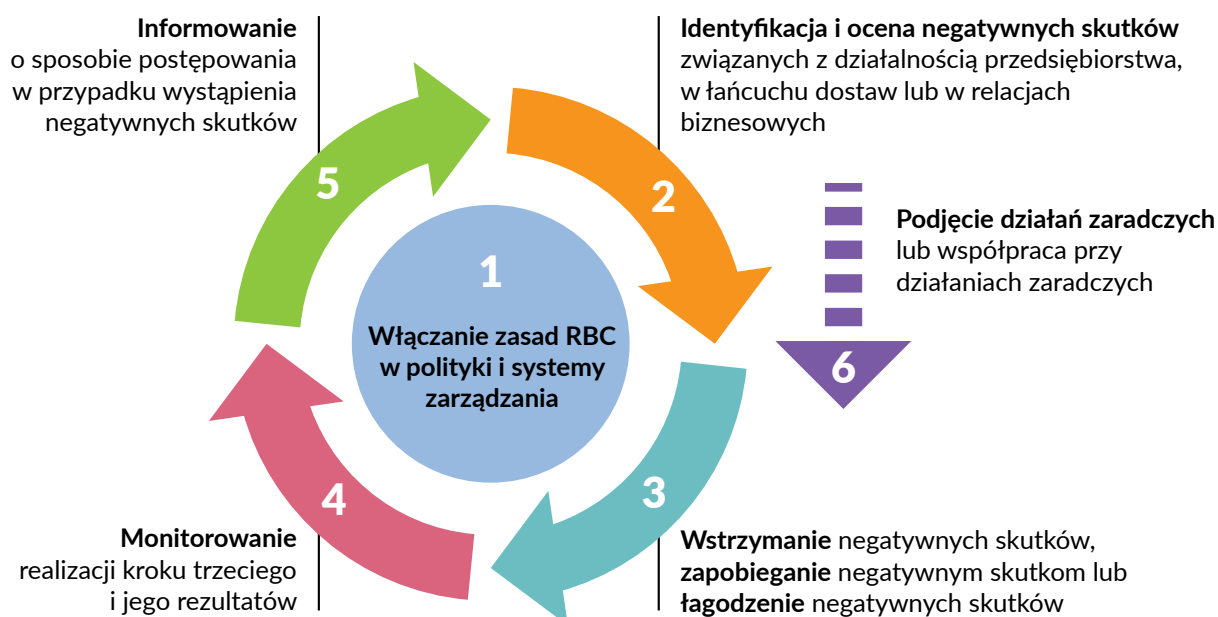 1
Włączanie zasad RBC
w polityki i systemy
zarządzania
2
Identyfikacja i ocena negatywnych skutków
związanych z działalnością przedsiębiorstwa,
w łańcuchu dostaw lub w relacjach
biznesowych
3
Wstrzymanie negatywnych skutków,
zapobieganie negatywnym skutkom lub
łagodzenie negatywnych skutków
4
Monitorowanie
realizacji kroku trzeciego
i jego rezultatów
5
Informowanie
o sposobie postępowania
w przypadku wystąpienia
negatywnych skutków
6
Podjęcie działań zaradczych
lub współpraca przy
działaniach zaradczych